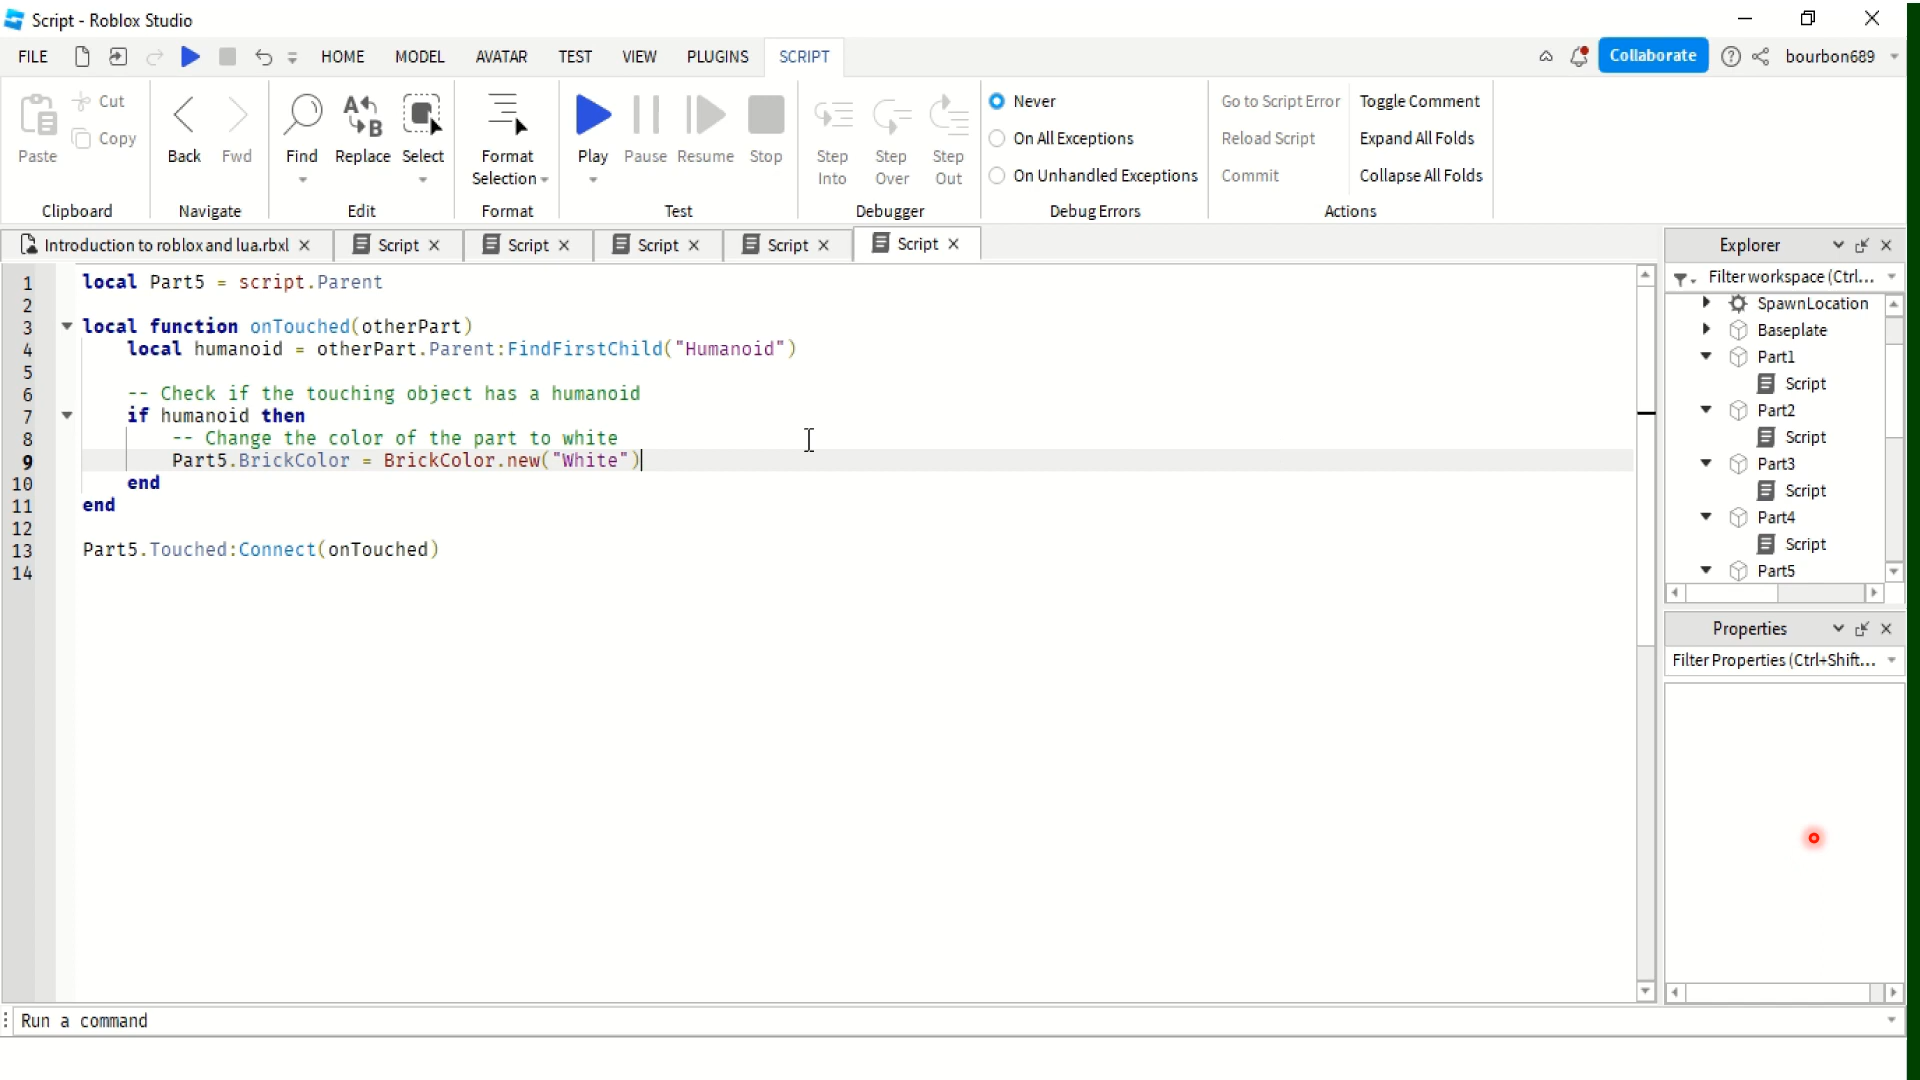 Script - Roblox Studio
FILE HOME MODEL AVATAR TEST VIEW PLUGINS SCRIPT Collaborate bourbon689
Paste Cut Copy
Clipboard
Back Fwd
Navigate
Find Replace Select
Edit
Format Selection
Format
Play Pause Resume Stop
Test
Step Into Step Over Step Out
Debugger
Never
On All Exceptions
On Unhandled Exceptions
Debug Errors
Go to Script Error Toggle Comment
Reload Script Expand All Folds
Commit Collapse All Folds
Actions
Introduction to roblox and lua.rbxl Script Script Script Script Script
1 local Part5 = script.Parent
2
3 local function onTouched(otherPart)
4 local humanoid = otherPart.Parent:FindFirstChild("Humanoid")
5
6 -- Check if the touching object has a humanoid
7 if humanoid then
8 -- Change the color of the part to white
9 Part5.BrickColor = BrickColor.new("White")
10 end
11 end
12
13 Part5.Touched:Connect(onTouched)
14
Explorer
Filter workspace (Ctrl...
SpawnLocation
Baseplate
Part1
Script
Part2
Script
Part3
Script
Part4
Script
Part5
Properties
Filter Properties (Ctrl+Shift...
Run a command